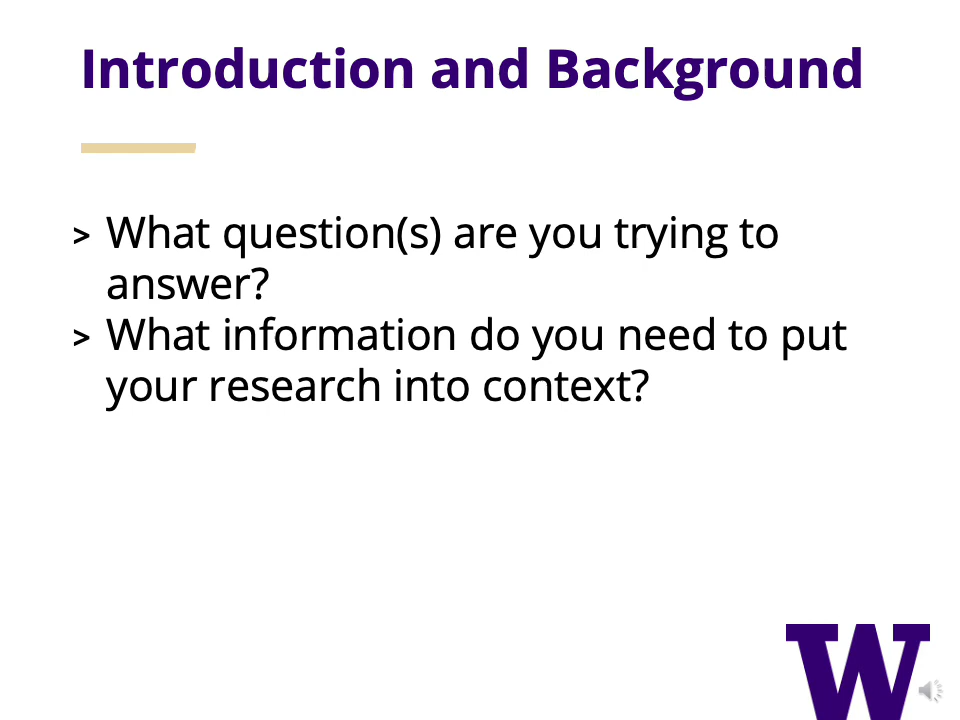 Introduction and Background
> What question(s) are you trying to
answer?
> What information do you need to put
your research into context?
W